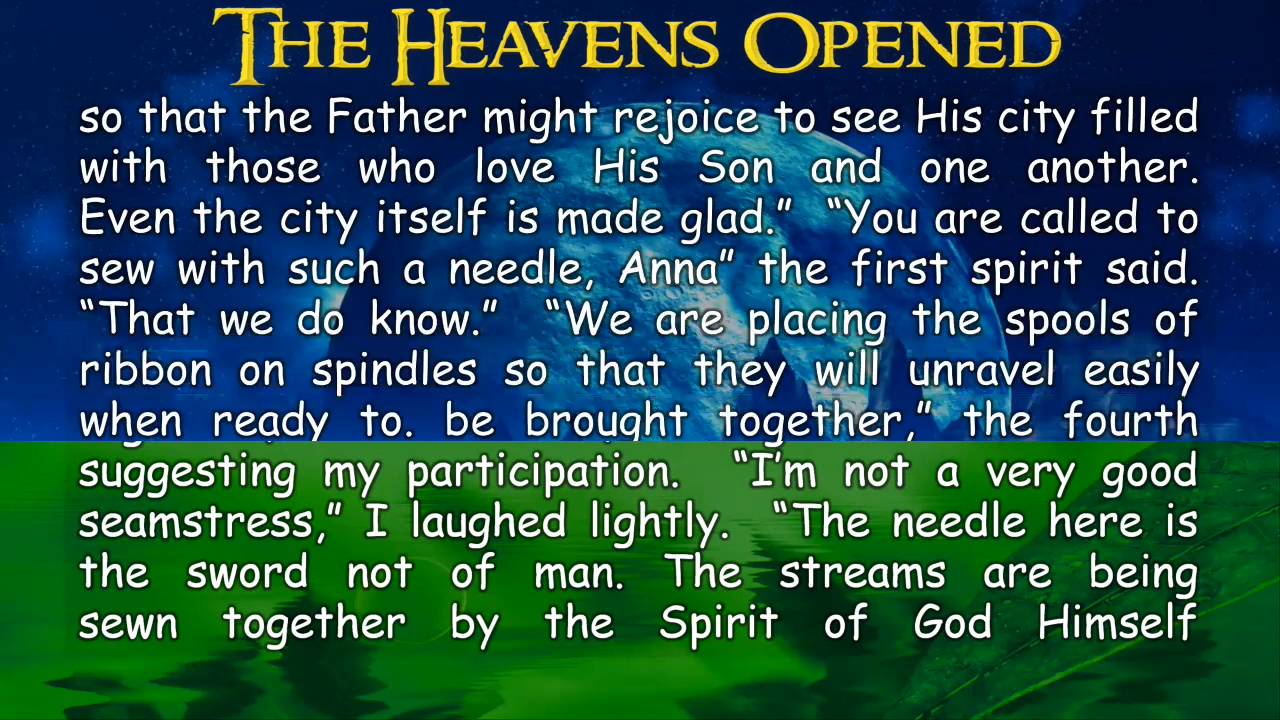 THE HEAVENS OPENED
so that the Father might rejoice to see His city filled
with those who love His Son and one another.
Even the city itself is made glad.” “You are called to
sew with such a needle, Anna” the first spirit said.
“That we do know.” “We are placing the spools of
ribbon on spindles so that they will unravel easily
when ready to. be brought together,” the fourth
suggesting my participation. “I’m not a very good
seamstress,” I laughed lightly. “The needle here is
the sword not of man. The streams are being
sewn together by the Spirit of God Himself